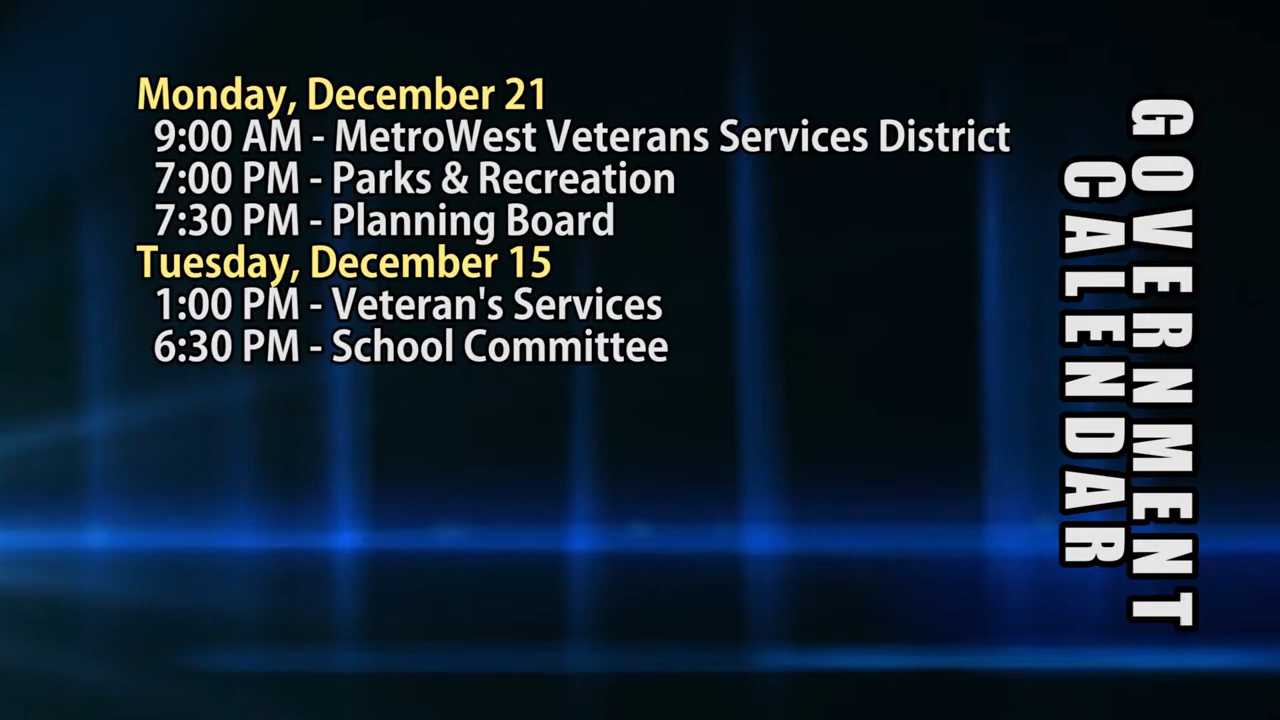 Monday, December 21
9:00 AM - MetroWest Veterans Services District
7:00 PM - Parks & Recreation
7:30 PM - Planning Board
Tuesday, December 15
1:00 PM - Veteran's Services
6:30 PM - School Committee
GOVERNMENT
CALENDAR